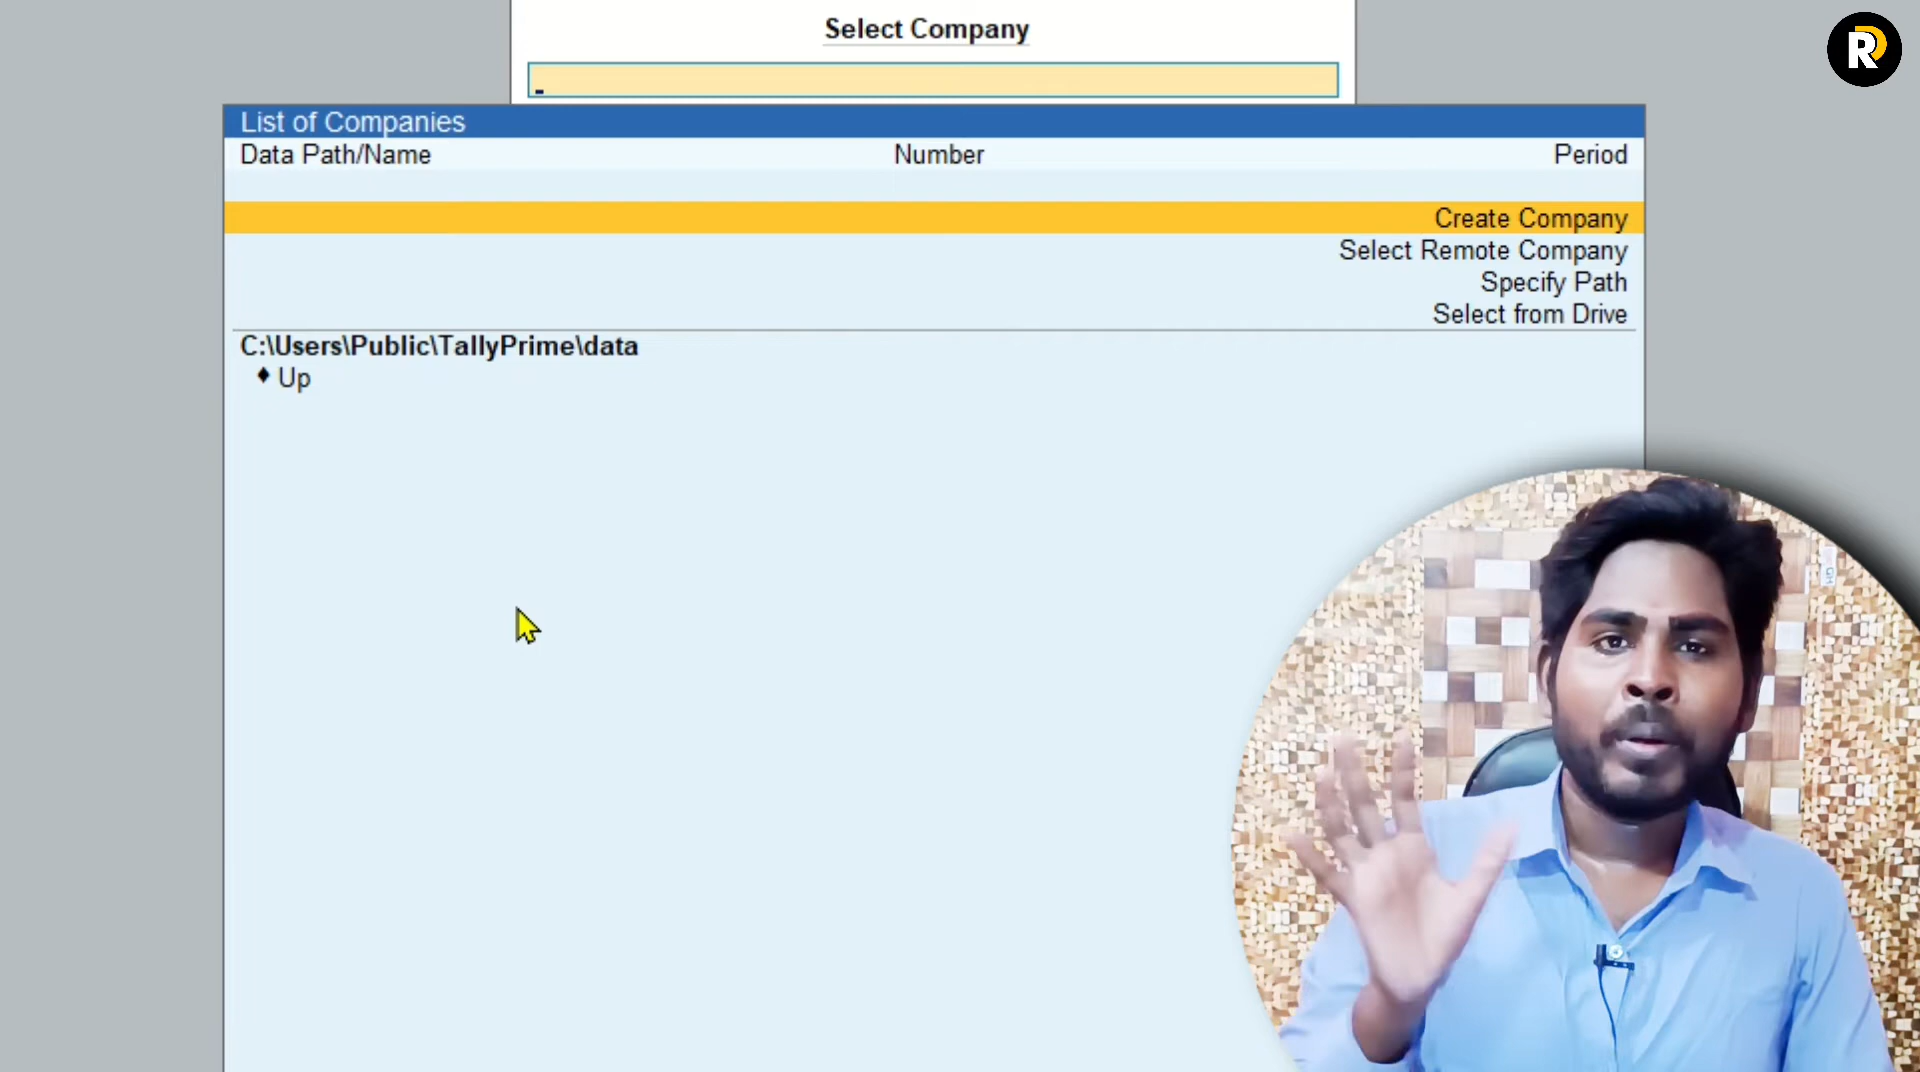 Select Company
List of Companies
Data Path/Name Number Period
Create Company
Select Remote Company
Specify Path
Select from Drive
C:\Users\Public\TallyPrime\data
♦ Up
R